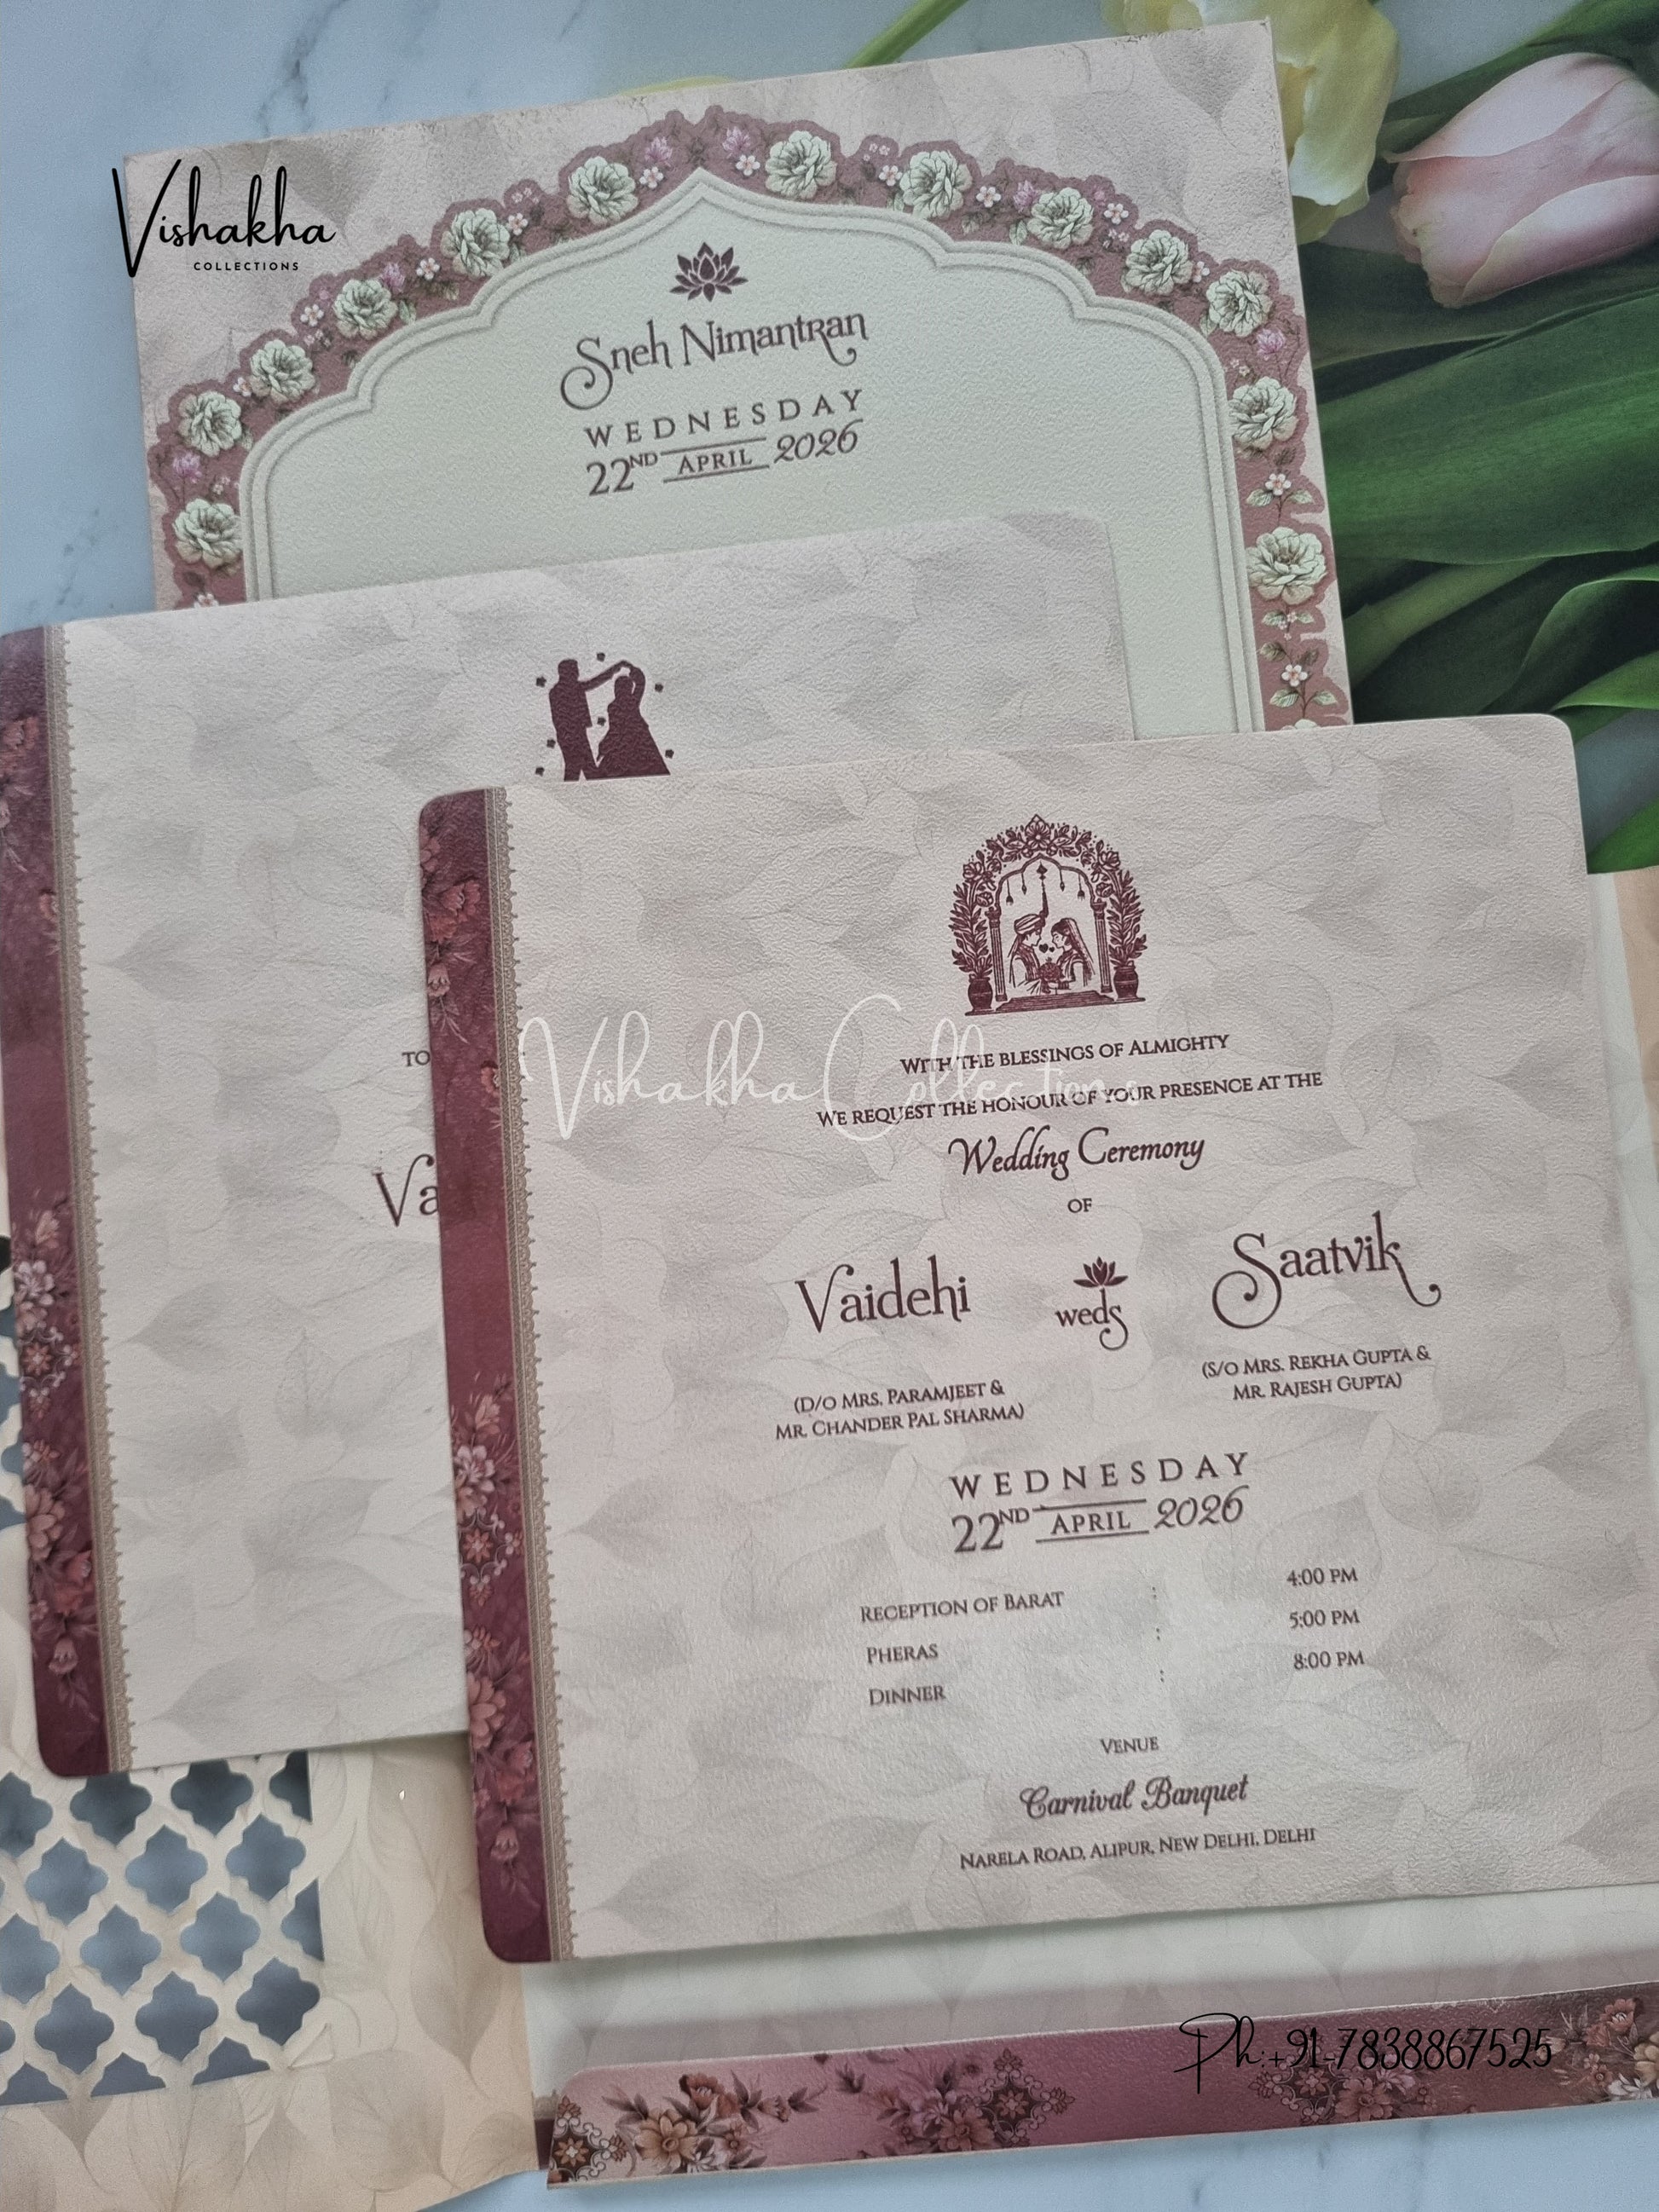 Vishakha
COLLECTIONS
Sneh Nimantran
WEDNESDAY
22ND APRIL 2026
TO
Va
Vishakha Collections
WITH THE BLESSINGS OF ALMIGHTY
WE REQUEST THE HONOUR OF YOUR PRESENCE AT THE
Wedding Ceremony
OF
Vaidehi weds Saatvik
(D/O MRS. PARAMJEET &
MR. CHANDER PAL SHARMA)
(S/O MRS. REKHA GUPTA &
MR. RAJESH GUPTA)
WEDNESDAY
22ND APRIL 2026
RECEPTION OF BARAT : 4:00 PM
PHERAS : 5:00 PM
DINNER : 8:00 PM
VENUE
Carnival Banquet
NARELA ROAD, ALIPUR, NEW DELHI, DELHI
Ph:+91-7838867525